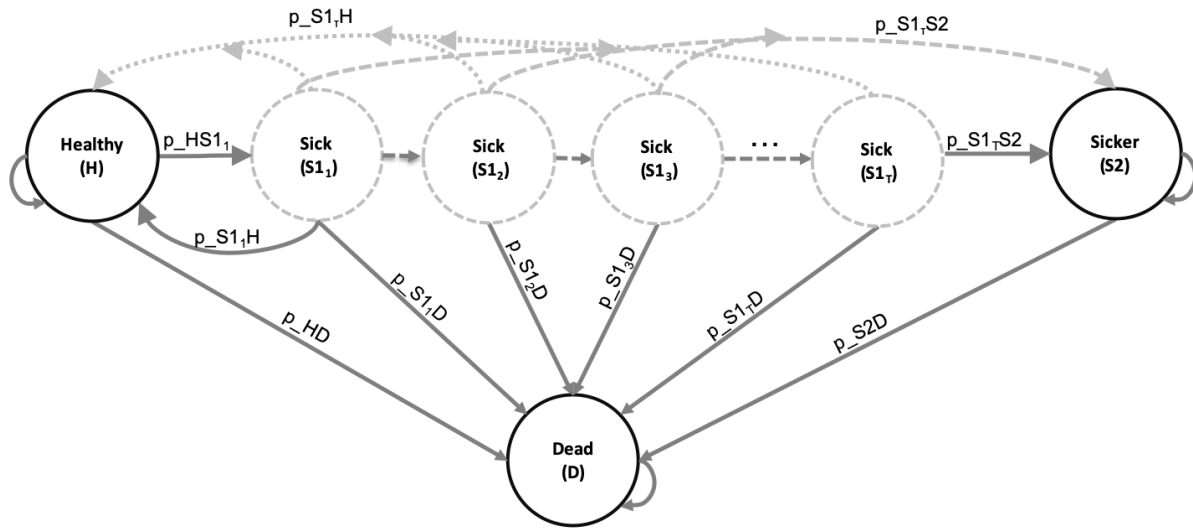 p_S1ₜH
p_S1ₜS2
Healthy
(H)
p_HS1₁
Sick
(S1₁)
Sick
(S1₂)
Sick
(S1₃)
...
Sick
(S1ₜ)
p_S1ₜS2
Sicker
(S2)
p_S1₁H
p_HD
p_S1₁D
p_S1₂D
p_S1₃D
p_S1ₜD
p_S2D
Dead
(D)